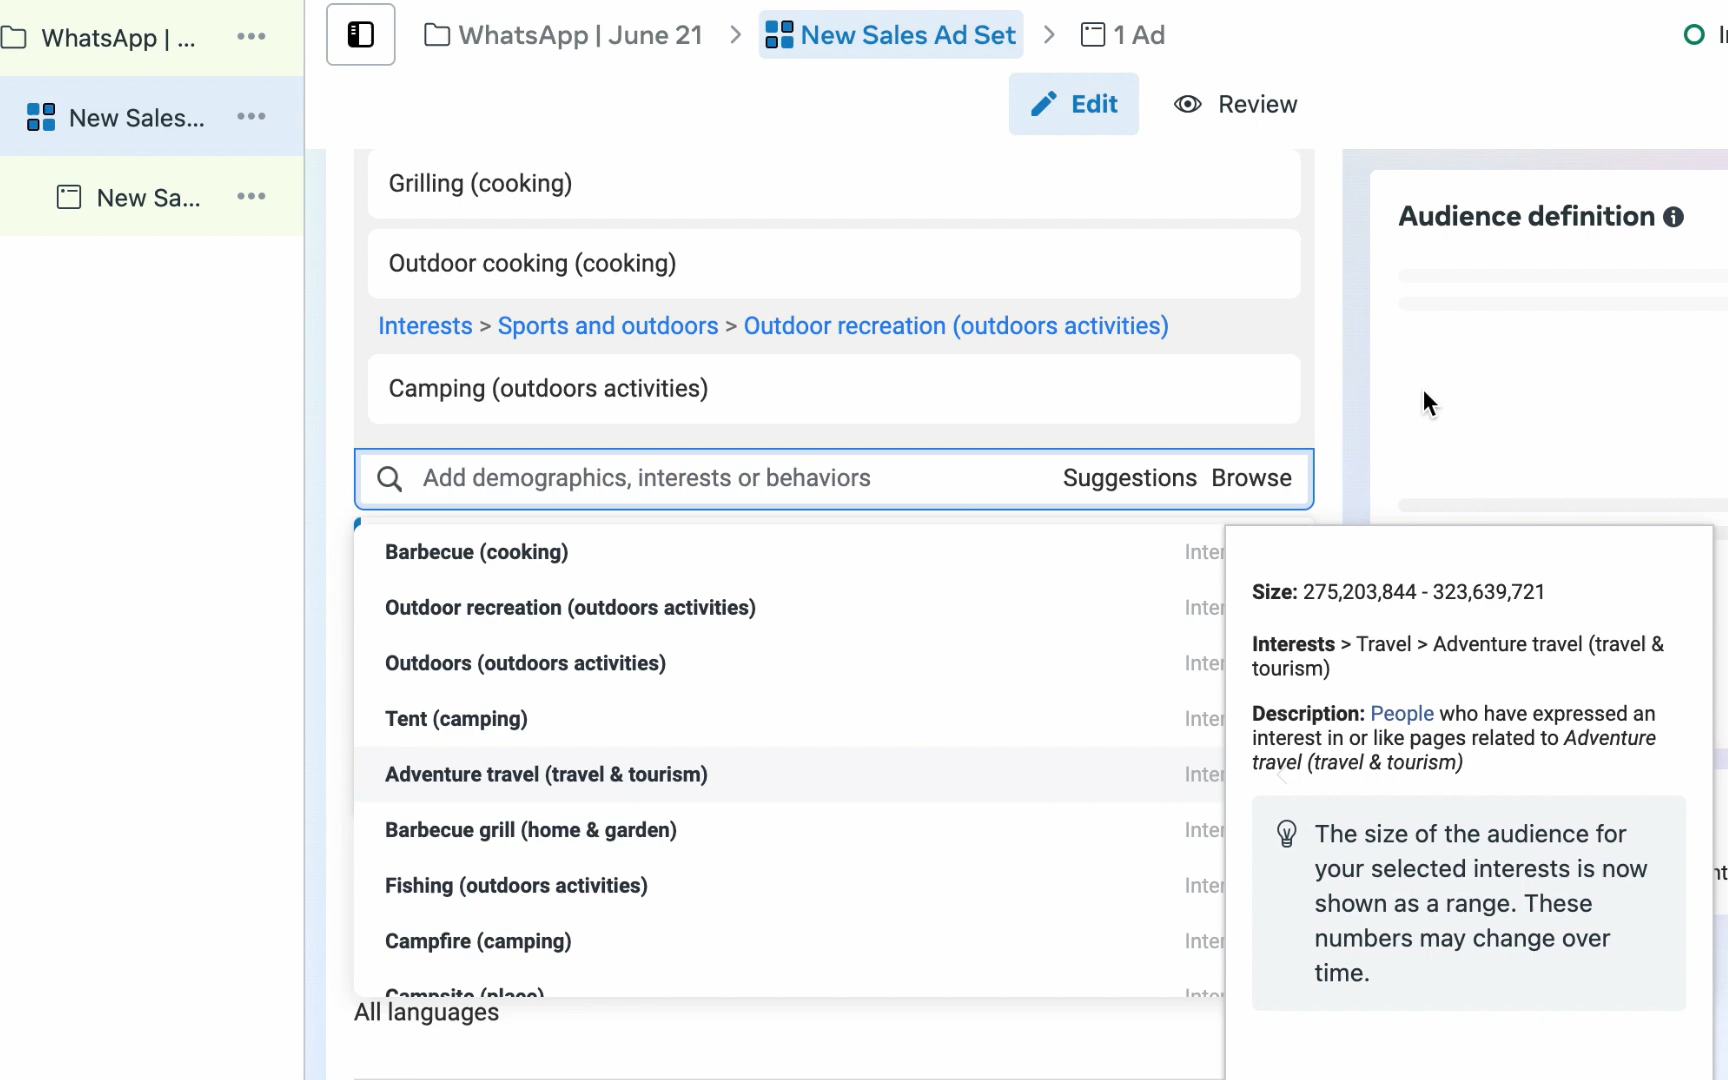 WhatsApp | ...
WhatsApp | June 21 > New Sales Ad Set > 1 Ad
New Sales...
Edit
Review
New Sa...
Grilling (cooking)
Audience definition
Outdoor cooking (cooking)
Interests > Sports and outdoors > Outdoor recreation (outdoors activities)
Camping (outdoors activities)
Add demographics, interests or behaviors
Suggestions Browse
Barbecue (cooking)
Outdoor recreation (outdoors activities)
Outdoors (outdoors activities)
Tent (camping)
Adventure travel (travel & tourism)
Barbecue grill (home & garden)
Fishing (outdoors activities)
Campfire (camping)
Campsite (place)
All languages
Size: 275,203,844 - 323,639,721
Interests > Travel > Adventure travel (travel &
tourism)
Description: People who have expressed an
interest in or like pages related to Adventure
travel (travel & tourism)
The size of the audience for
your selected interests is now
shown as a range. These
numbers may change over
time.